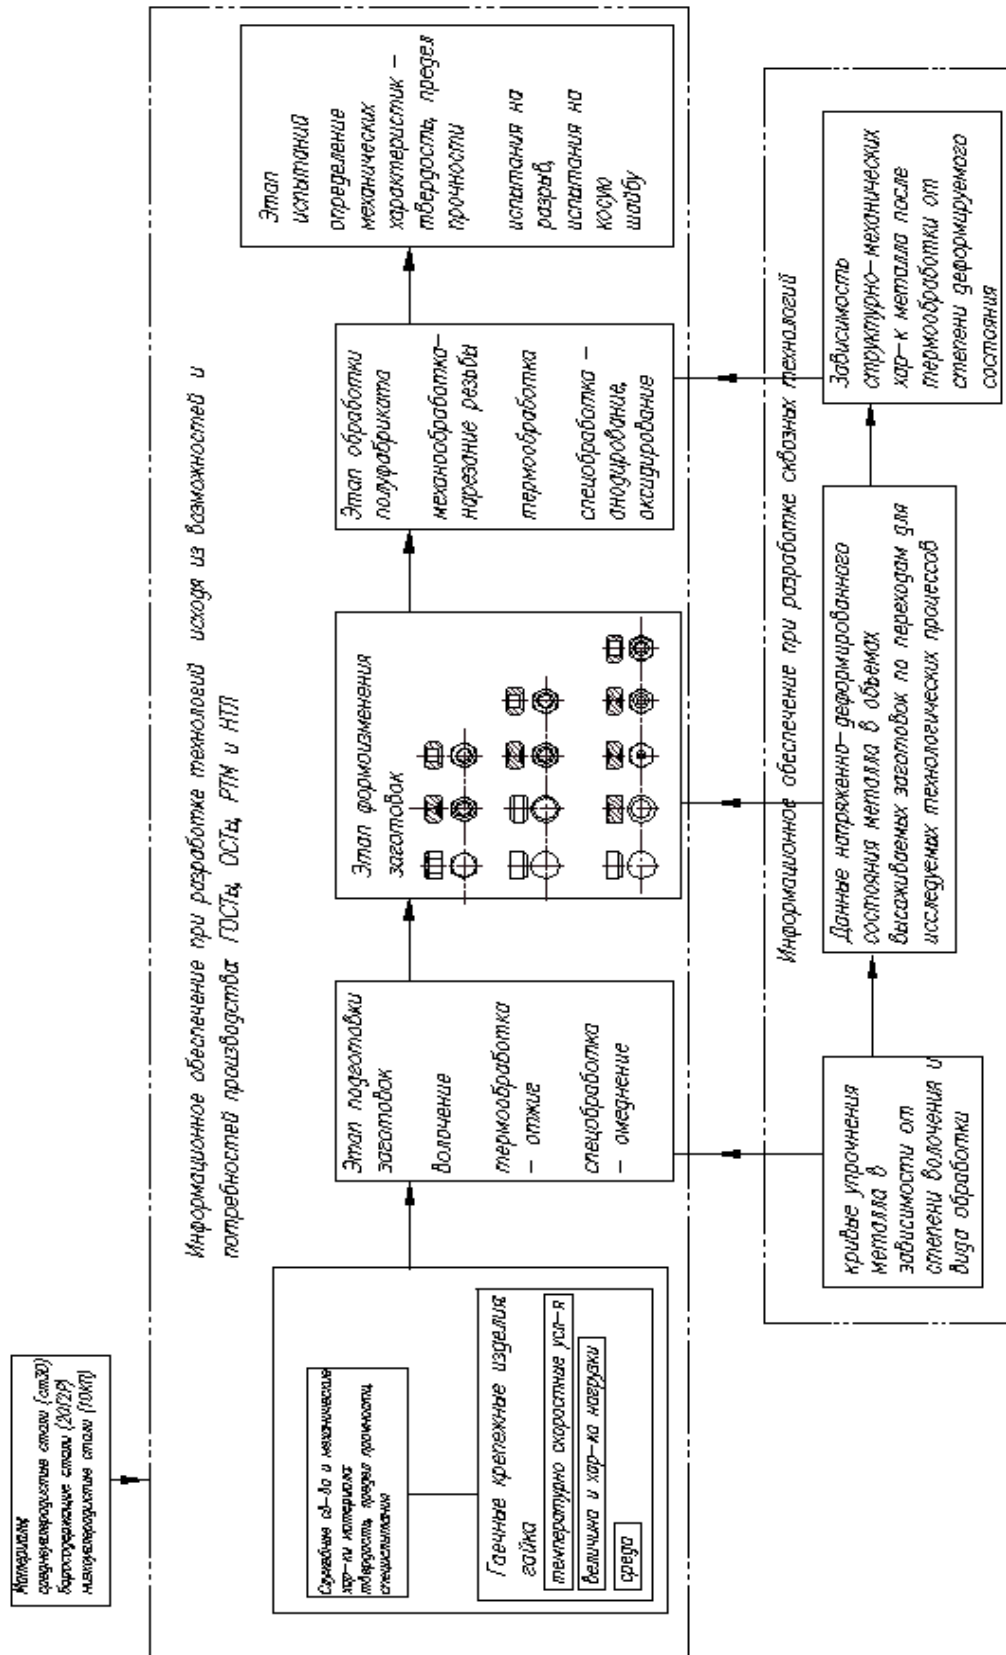 Материалы:
среднеуглеродистые стали (ст30)
боросодержащие стали (20Г2Р)
низкоуглеродистые стали (10КП)
Информационное обеспечение при разработке технологий исходя из возможностей и
потребностей производства: ГОСТы, ОСТы, РТМ и НТП
Служебные св-ва и механические
хар-ки материала:
твердость, предел прочности,
специспытания
Гаечные крепежные изделия
гайка
температурно скоростные усл-я
величина и хар-ка нагрузки
среда
Этап подготовки
заготовок
волочение
термообработка
– отжиг
спецобработка
– омеднение
Этап формоизменения
заготовок
Этап обработки
полуфабриката
механообработка–
нарезание резьбы
термообработка
спецобработка –
анодирование,
оксидирование
Этап
испытаний
определение
механических
характеристик –
твердость, предел
прочности
испытания на
разрыв,
испытания на
косую
шайбу
Информационное обеспечение при разработке сквозных технологий
кривые упрочнения
металла в
зависимости от
степени волочения и
вида обработки
Данные напряженно-деформированного
состояния металла в объемах
высаживаемых заготовок по переходам для
исследуемых технологических процессов
Зависимость
структурно-механических
хар-к металла после
термообработки от
степени деформируемого
состояния